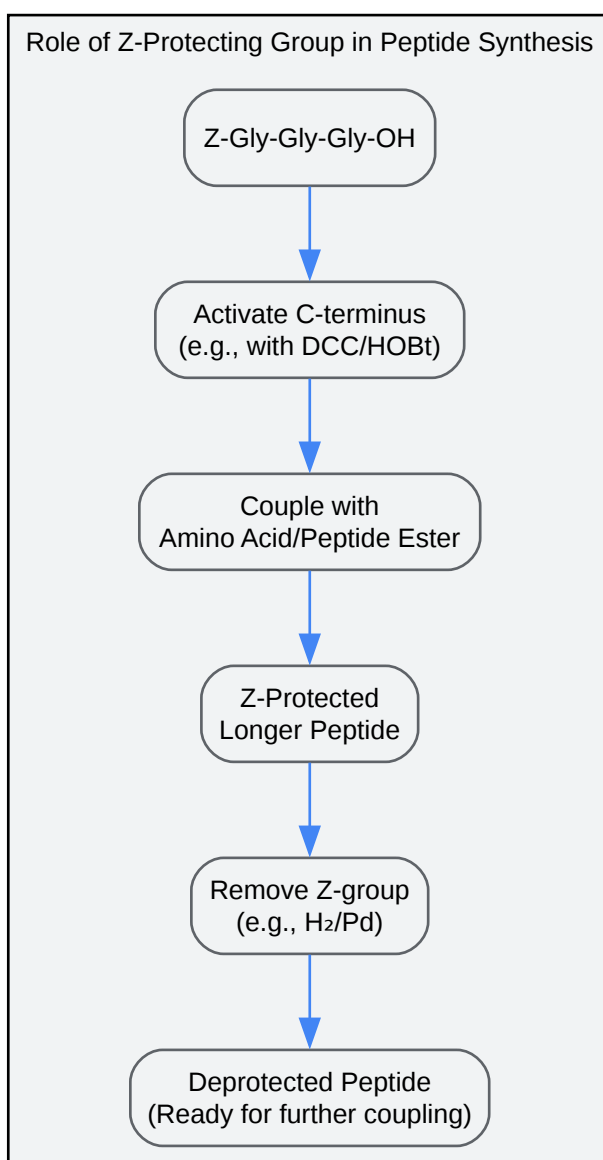 Role of Z-Protecting Group in Peptide Synthesis
Z-Gly-Gly-Gly-OH
Activate C-terminus
(e.g., with DCC/HOBt)
Couple with
Amino Acid/Peptide Ester
Z-Protected
Longer Peptide
Remove Z-group
(e.g., H₂/Pd)
Deprotected Peptide
(Ready for further coupling)